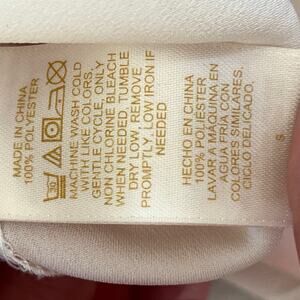 MADE IN CHINA
100% POLYESTER
MACHINE WASH COLD
WITH LIKE COLORS.
GENTLE CYCLE, ONLY
NON CHLORINE BLEACH
WHEN NEEDED. TUMBLE
DRY LOW, REMOVE
PROMPTLY, LOW IRON IF
NEEDED
HECHO EN CHINA
100% POLIESTER
LAVAR A MAQUINA EN
AGUA FRIA CON
COLORES SIMILARES.
CICLO DELICADO.
S